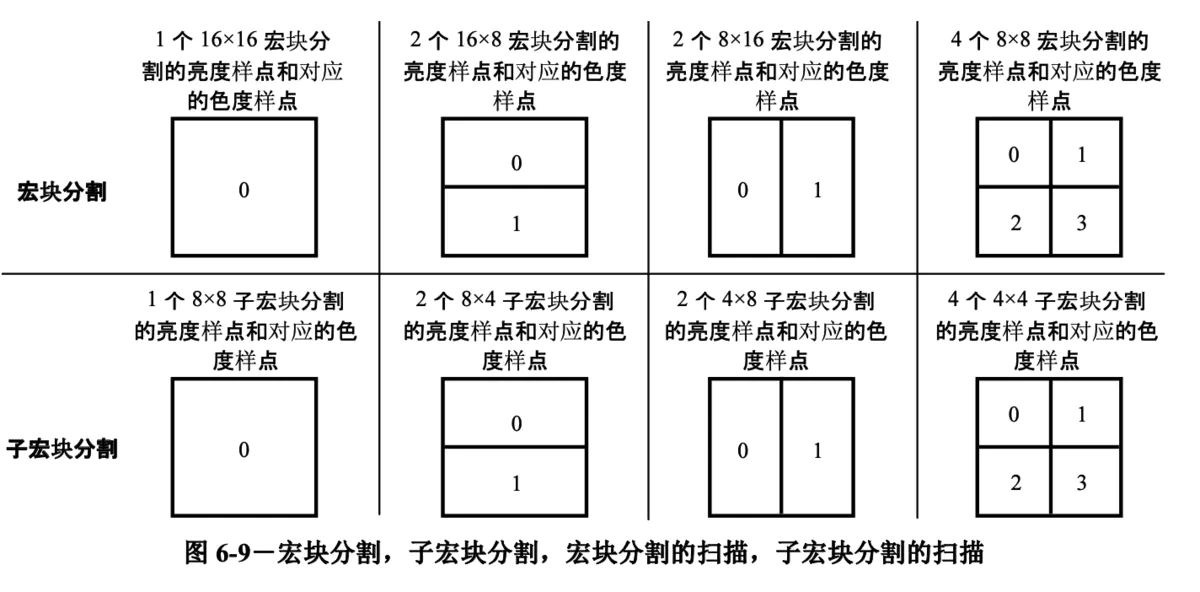 1 个 16×16 宏块分
割的亮度样点和对应
的色度样点
2 个 16×8 宏块分割的
亮度样点和对应的色度
样点
2 个 8×16 宏块分割的
亮度样点和对应的色度
样点
4 个 8×8 宏块分割的
亮度样点和对应的色度
样点
宏块分割
0
0
1
0 1
0 1
2 3
1 个 8×8 子宏块分割
的亮度样点和对应的色
度样点
2 个 8×4 子宏块分割
的亮度样点和对应的色
度样点
2 个 4×8 子宏块分割
的亮度样点和对应的色
度样点
4 个 4×4 子宏块分割
的亮度样点和对应的色
度样点
子宏块分割
0
0
1
0 1
0 1
2 3
图 6-9－宏块分割，子宏块分割，宏块分割的扫描，子宏块分割的扫描